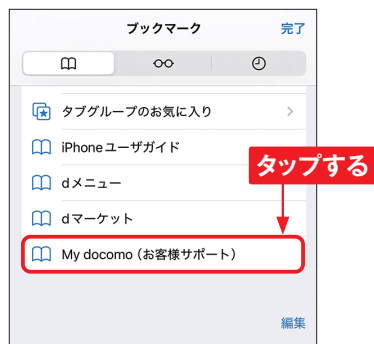 ブックマーク 完了
タブグループのお気に入り
iPhoneユーザガイド
タップする
dメニュー
dマーケット
My docomo(お客様サポート)
編集